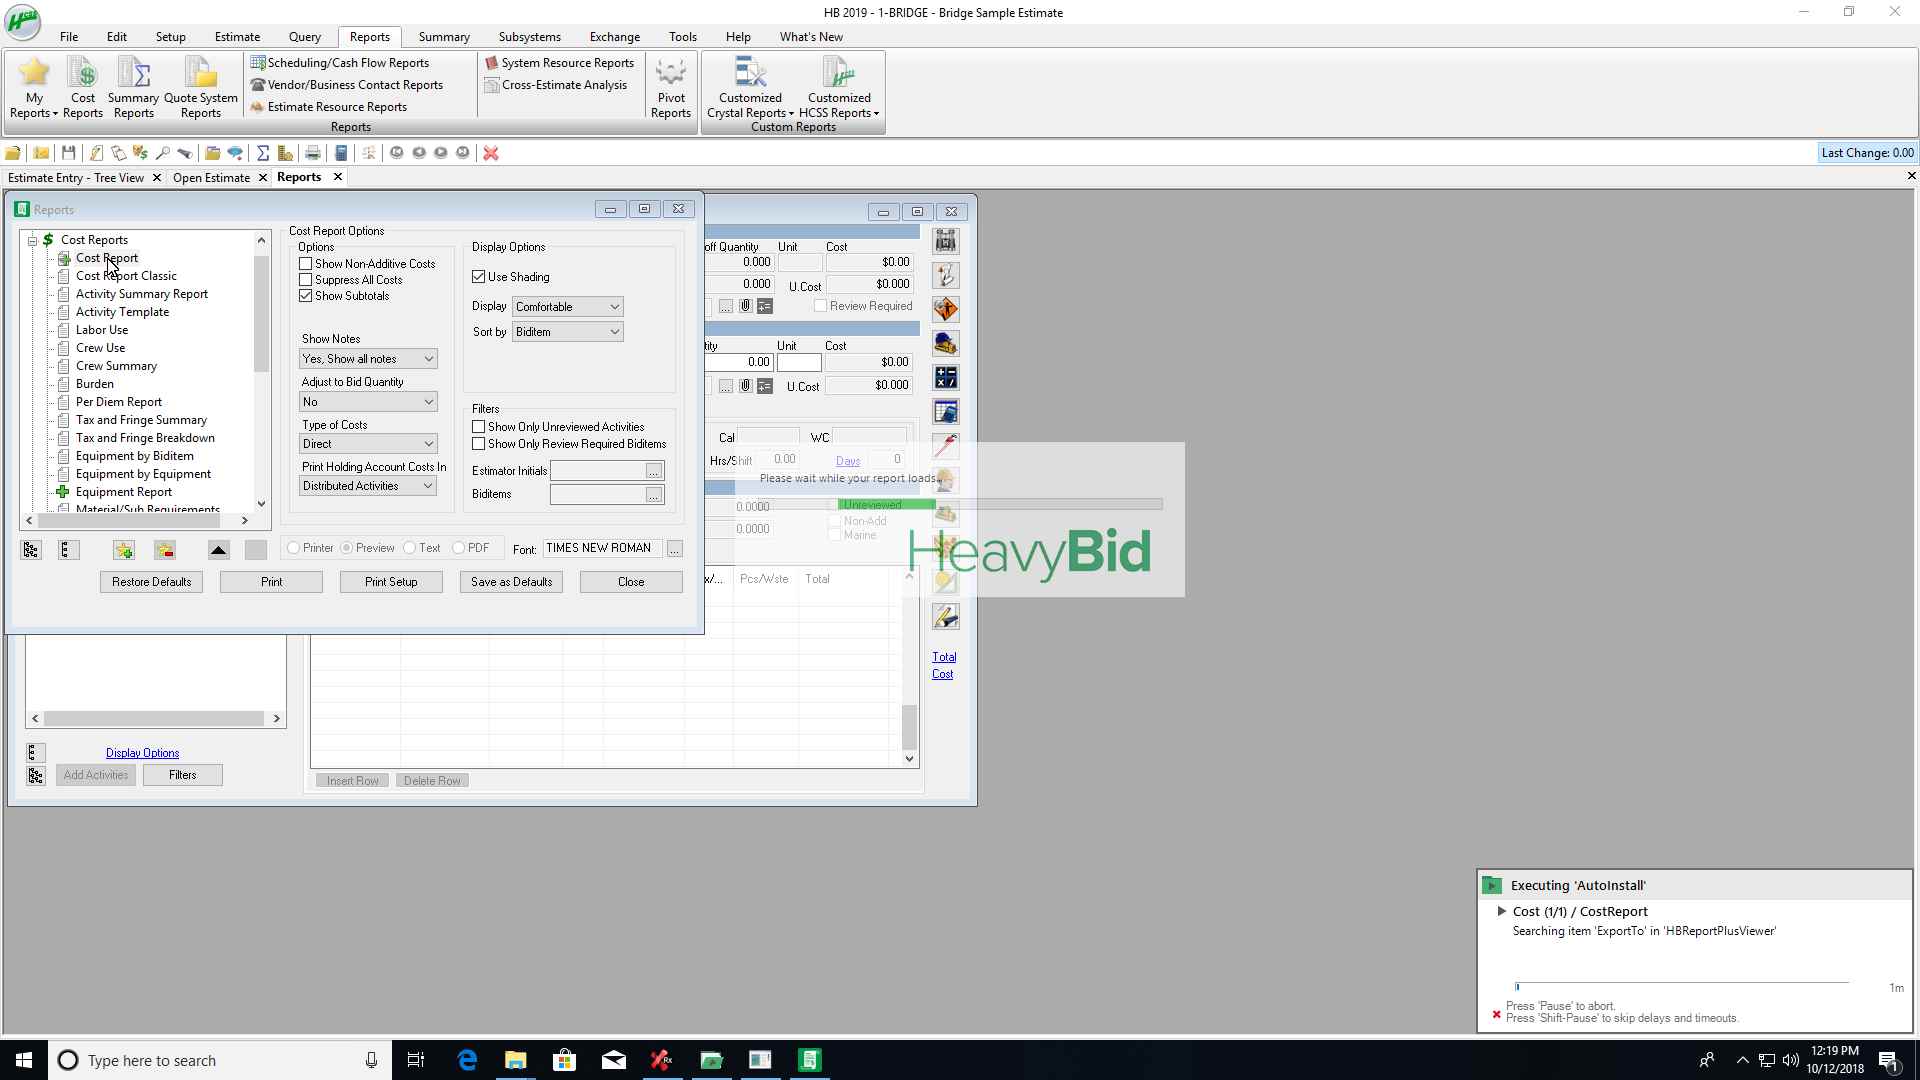 HB 2019 - 1-BRIDGE - Bridge Sample Estimate
File Edit Setup Estimate Query Reports Summary Subsystems Exchange Tools Help What's New
My Reports
Cost Reports
Summary Reports
Quote System Reports
Scheduling/Cash Flow Reports
Vendor/Business Contact Reports
Estimate Resource Reports
System Resource Reports
Cross-Estimate Analysis
Pivot Reports
Customized Crystal Reports
Customized HCSS Reports
Reports
Custom Reports
Last Change: 0.00
Estimate Entry - Tree View
Open Estimate
Reports
Reports
Cost Reports
Cost Report
Cost Report Classic
Activity Summary Report
Activity Template
Labor Use
Crew Use
Crew Summary
Burden
Per Diem Report
Tax and Fringe Summary
Tax and Fringe Breakdown
Equipment by Biditem
Equipment by Equipment
Equipment Report
Material/Sub Requirements
Cost Report Options
Options
Show Non-Additive Costs
Suppress All Costs
Show Subtotals
Show Notes
Yes, Show all notes
Adjust to Bid Quantity
No
Type of Costs
Direct
Print Holding Account Costs In
Distributed Activities
Display Options
Use Shading
Display Comfortable
Sort by Biditem
Filters
Show Only Unreviewed Activities
Show Only Review Required Biditems
Estimator Initials ...
Biditems ...
Printer Preview Text PDF Font: TIMES NEW ROMAN ...
Restore Defaults Print Print Setup Save as Defaults Close
off Quantity Unit Cost
0.000 $0.00
0.000 U.Cost $0.000
... Review Required
ity Unit Cost
0.00 $0.00
... U.Cost $0.000
Cal WC
Hrs/Shift 0.00 Days 0
Please wait while your report loads
0.0000 Unreviewed
0.0000 Non-Add
Marine
HeavyBid
x/... Pcs/Wste Total
Total
Cost
Display Options
Add Activities Filters
Insert Row Delete Row
Executing 'AutoInstall'
Cost (1/1) / CostReport
Searching item 'ExportTo' in 'HBReportPlusViewer'
1m
Press 'Pause' to abort.
Press 'Shift-Pause' to skip delays and timeouts.
Type here to search
12:19 PM
10/12/2018
1